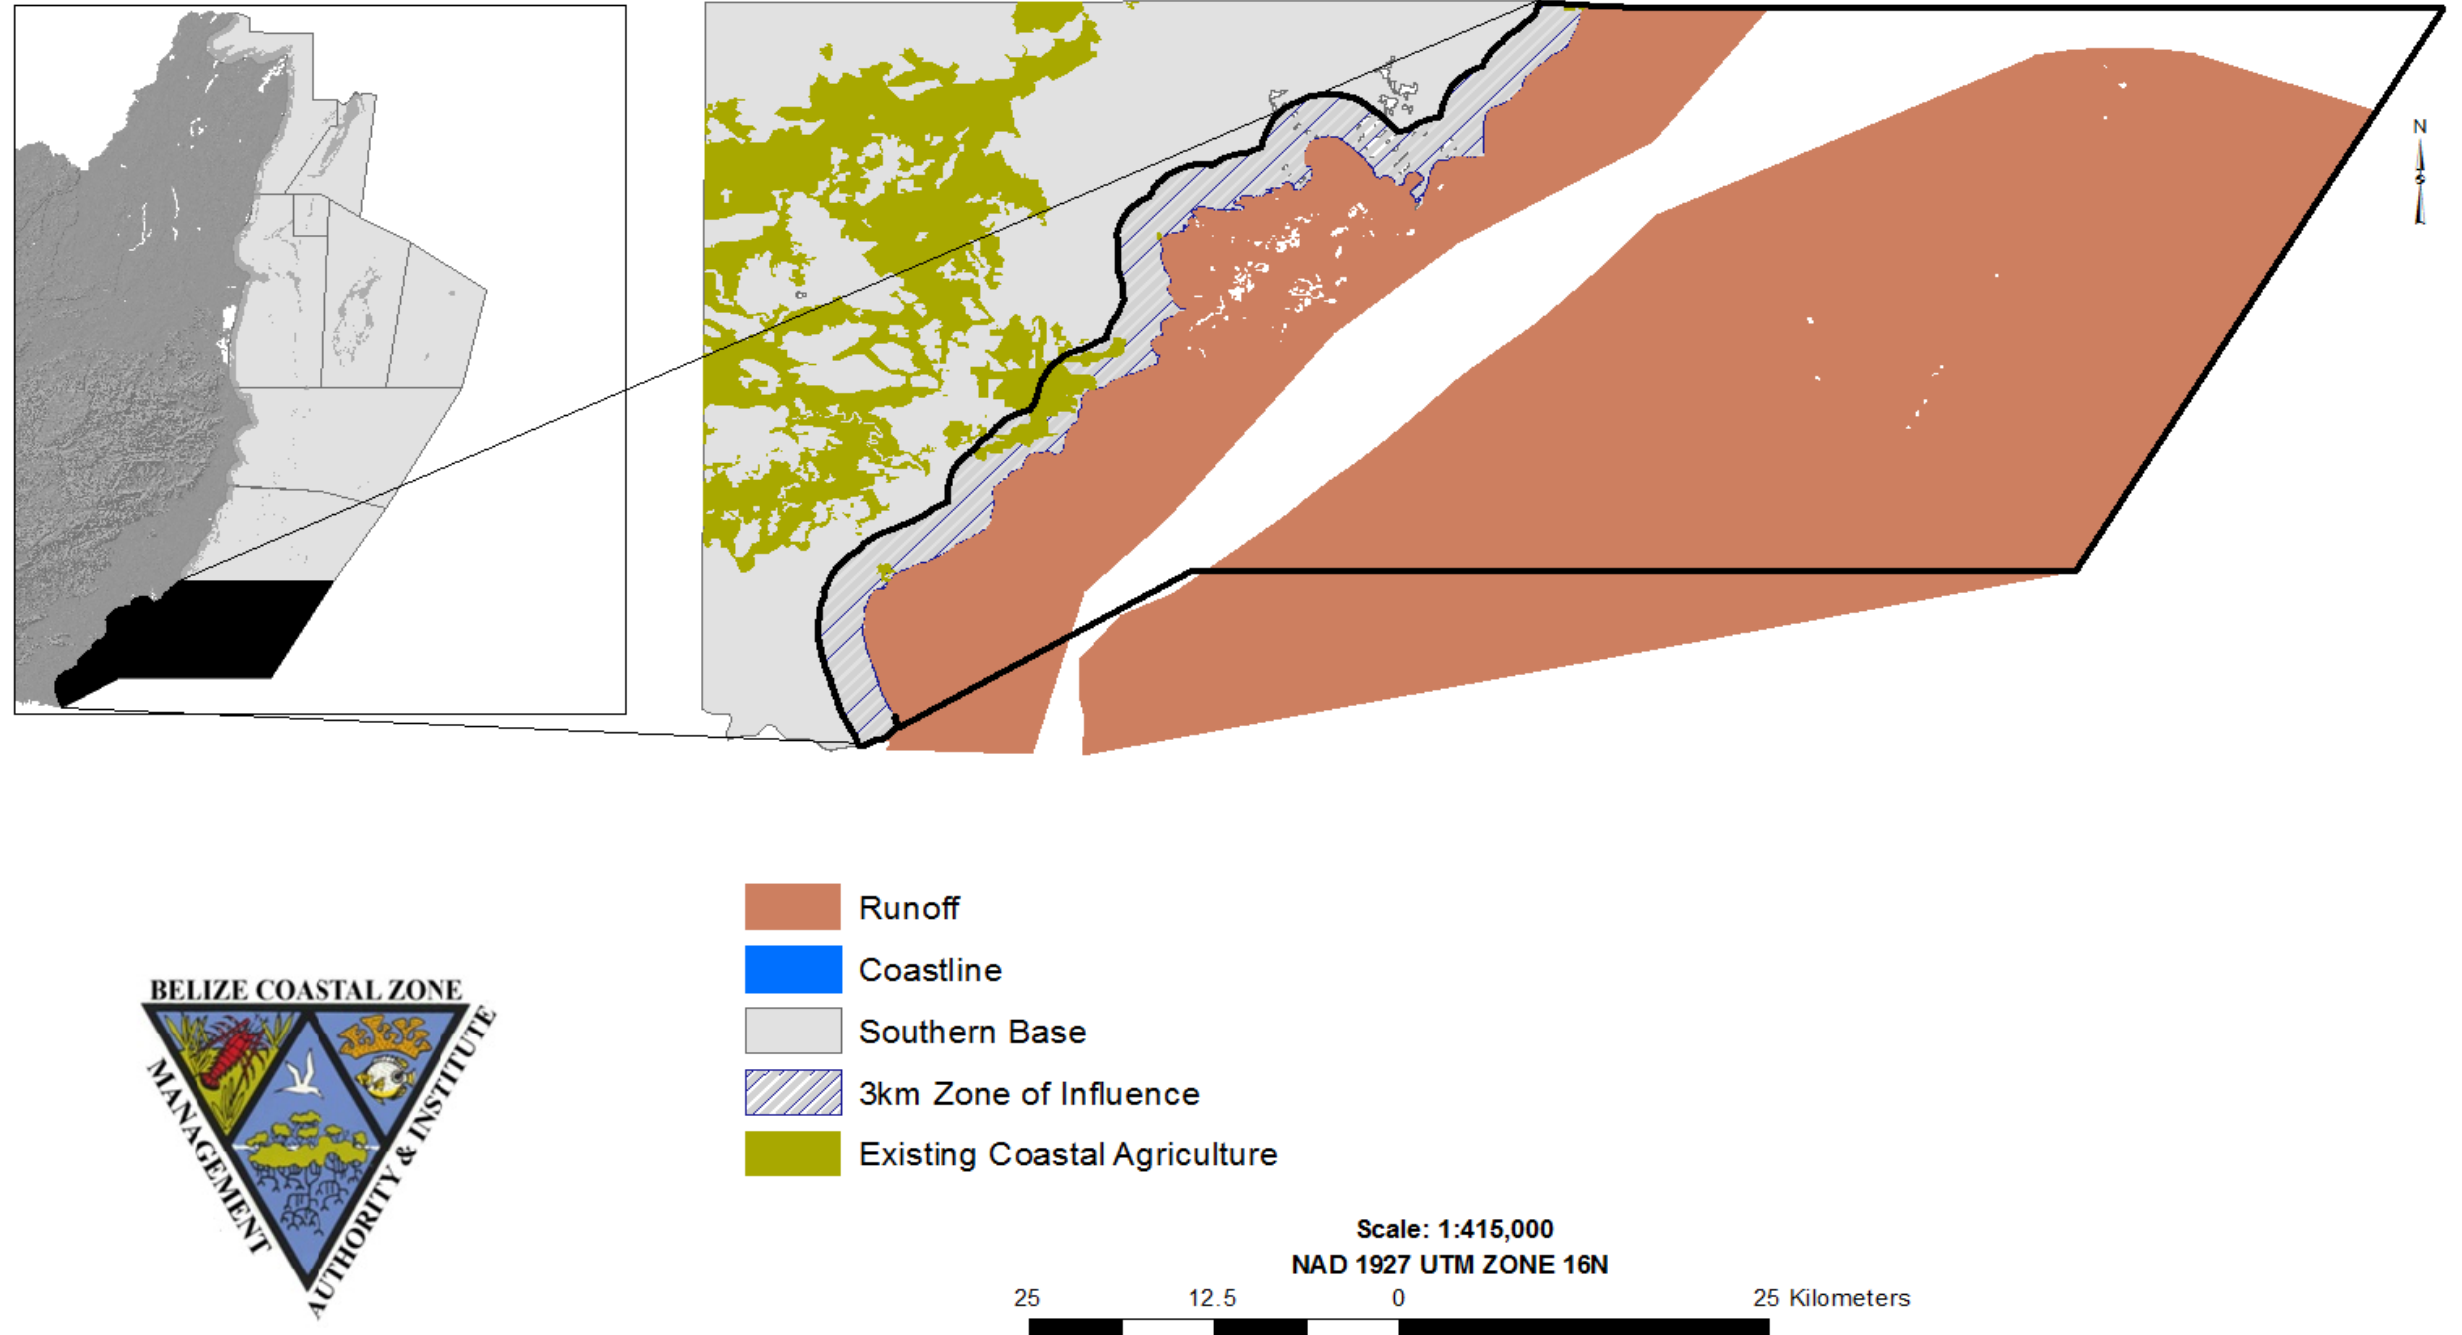 N
S
Runoff
Coastline
Southern Base
3km Zone of Influence
Existing Coastal Agriculture
BELIZE COASTAL ZONE
MANAGEMENT
AUTHORITY & INSTITUTE
Scale: 1:415,000
NAD 1927 UTM ZONE 16N
25 12.5 0 25 Kilometers